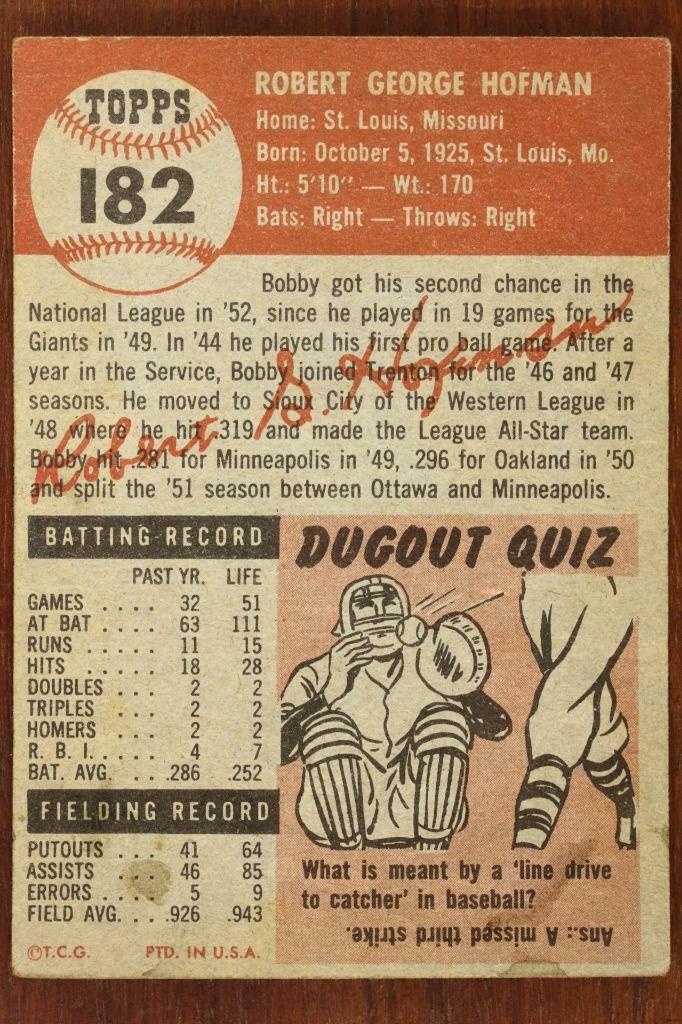 TOPPS
182
ROBERT GEORGE HOFMAN
Home: St. Louis, Missouri
Born: October 5, 1925, St. Louis, Mo.
Ht.: 5'10" — Wt.: 170
Bats: Right — Throws: Right
Bobby got his second chance in the
National League in '52, since he played in 19 games for the
Giants in '49. In '44 he played his first pro ball game. After a
year in the Service, Bobby joined Trenton for the '46 and '47
seasons. He moved to Sioux City of the Western League in
'48 where he hit .319 and made the League All-Star team.
Bobby hit .281 for Minneapolis in '49, .296 for Oakland in '50
and split the '51 season between Ottawa and Minneapolis.
Robert G. Hofman
BATTING RECORD
PAST YR. LIFE
GAMES .... 32 51
AT BAT .... 63 111
RUNS ..... 11 15
HITS ..... 18 28
DOUBLES ... 2 2
TRIPLES ... 2 2
HOMERS ... 2 2
R. B. I. .... 4 7
BAT. AVG. ...286 .252
FIELDING RECORD
PUTOUTS ... 41 64
ASSISTS ... 46 85
ERRORS ... 5 9
FIELD AVG. ...926 .943
©T.C.G. PTD. IN U.S.A.
DUGOUT QUIZ
What is meant by a 'line drive
to catcher' in baseball?
Ans.: A missed third strike.